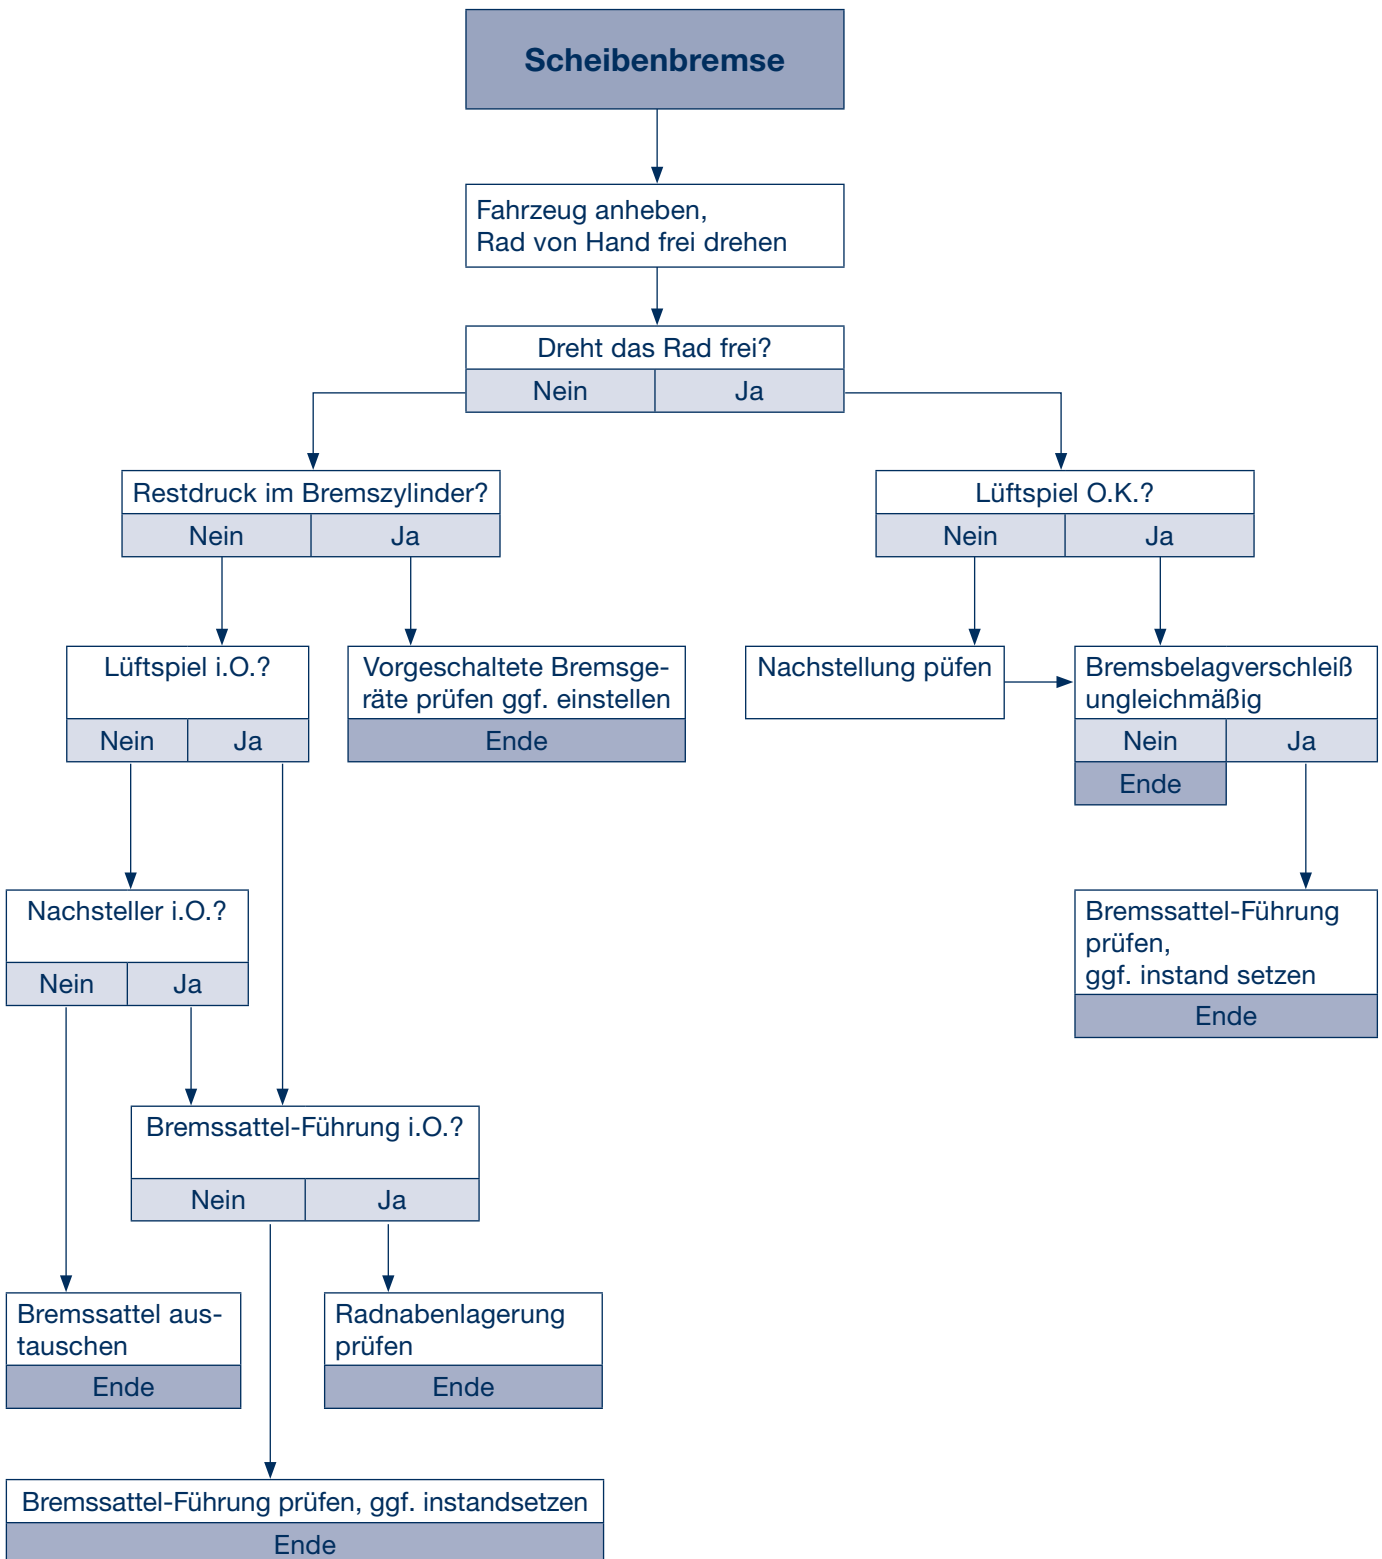 Scheibenbremse
Fahrzeug anheben,
Rad von Hand frei drehen
Dreht das Rad frei?
Nein
Ja
Restdruck im Bremszylinder?
Nein
Ja
Lüftspiel O.K.?
Nein
Ja
Lüftspiel i.O.?
Nein
Ja
Vorgeschaltete Bremsge-
räte prüfen ggf. einstellen
Ende
Nachstellung püfen
Bremsbelagverschleiß
ungleichmäßig
Nein
Ja
Ende
Nachsteller i.O.?
Nein
Ja
Bremssattel-Führung
prüfen,
ggf. instand setzen
Ende
Bremssattel-Führung i.O.?
Nein
Ja
Bremssattel aus-
tauschen
Ende
Radnabenlagerung
prüfen
Ende
Bremssattel-Führung prüfen, ggf. instandsetzen
Ende